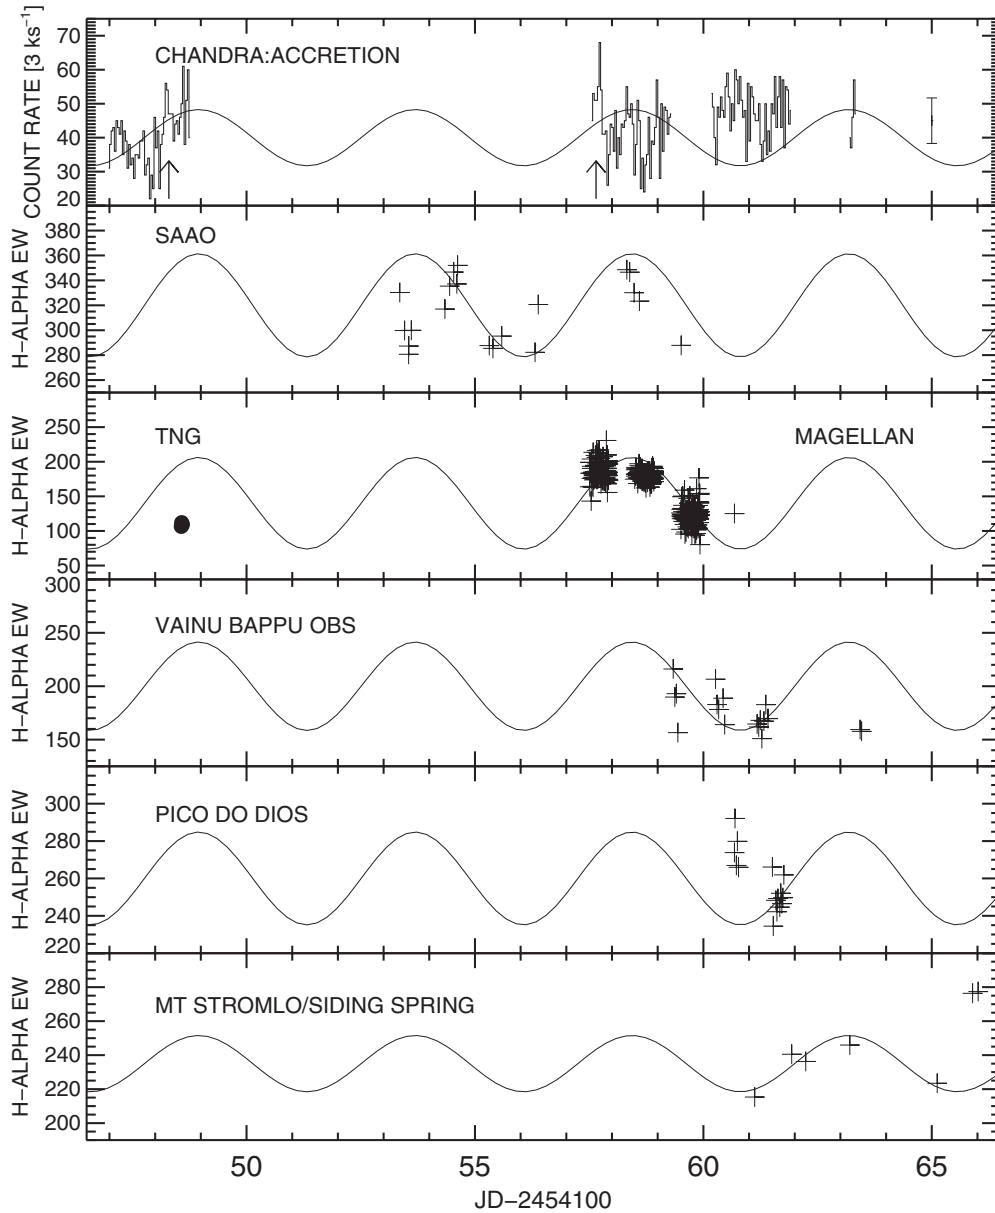 COUNT RATE [3 ks⁻¹]
70
60
50
40
30
20
CHANDRA:ACCRETION
H-ALPHA EW
380
360
340
320
300
280
260
SAAO
H-ALPHA EW
250
200
150
100
50
TNG
MAGELLAN
H-ALPHA EW
300
250
200
150
VAINU BAPPU OBS
H-ALPHA EW
300
280
260
240
220
PICO DO DIOS
H-ALPHA EW
280
260
240
220
200
MT STROMLO/SIDING SPRING
50
55
60
65
JD-2454100